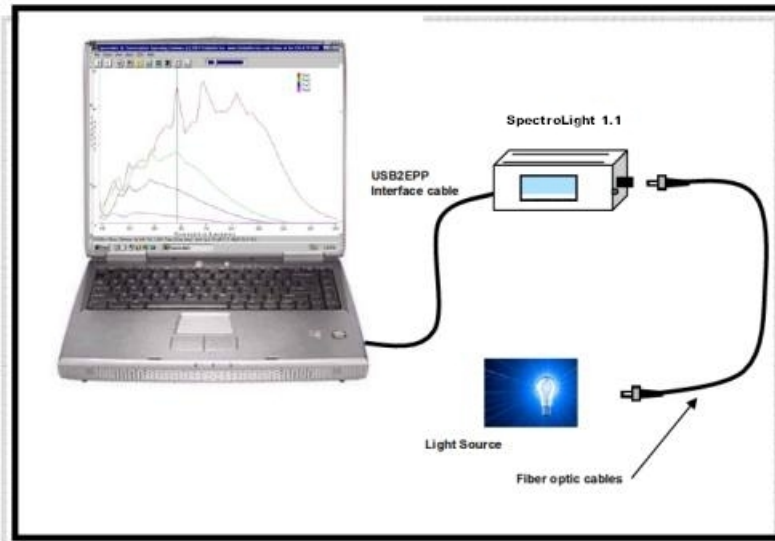 SpectroLight 1.1
USB2EPP
Interface cable
Light Source
Fiber optic cables